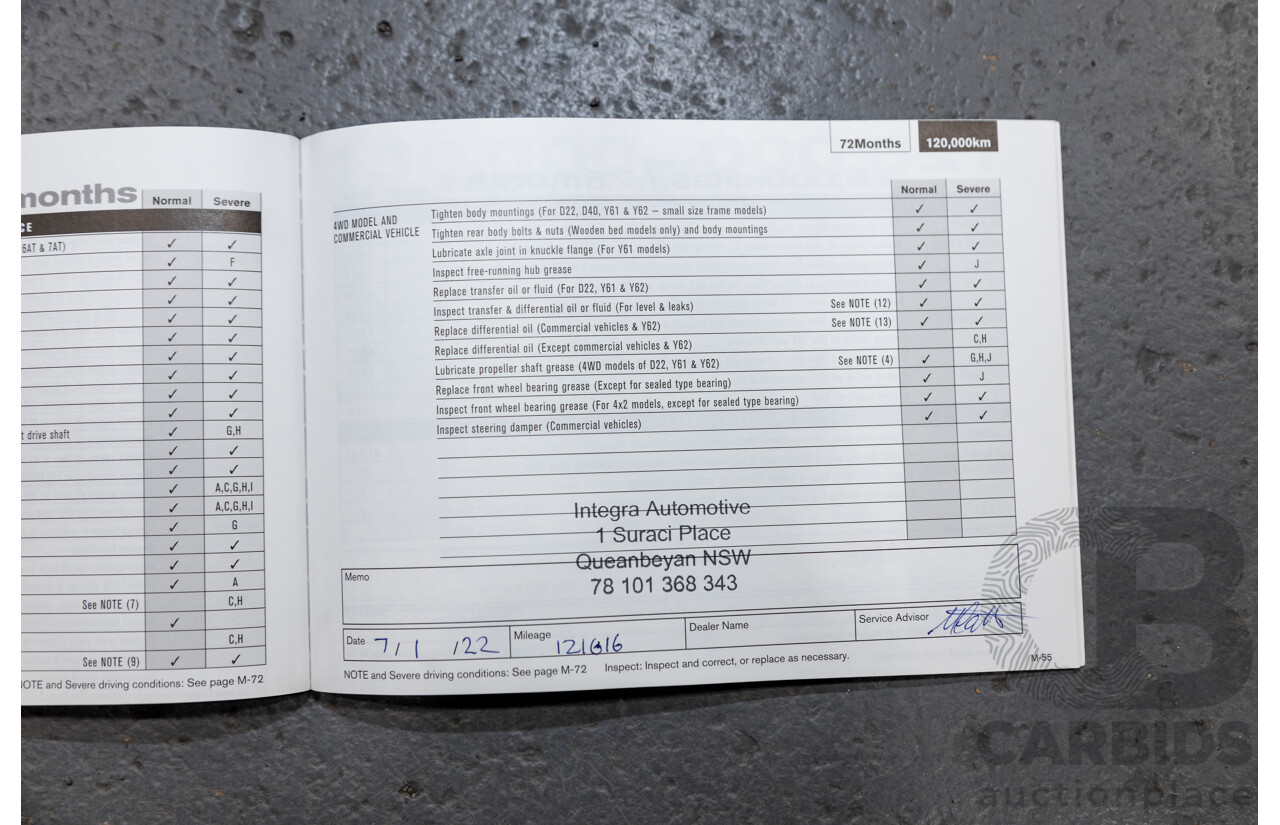 months
Normal Severe
CE
6AT & 7AT) ✓ ✓
✓ F
✓ ✓
✓ ✓
✓ ✓
✓ ✓
✓ ✓
✓ ✓
✓ ✓
✓ ✓
t drive shaft ✓ G,H
✓ ✓
✓ ✓
✓ A,C,G,H,I
✓ A,C,G,H,I
✓ G
✓ ✓
✓ ✓
✓ A
See NOTE (7) C,H
✓
C,H
See NOTE (9) ✓ ✓
NOTE and Severe driving conditions: See page M-72
72Months 120,000km
Normal Severe
4WD MODEL AND
COMMERCIAL VEHICLE
Tighten body mountings (For D22, D40, Y61 & Y62 – small size frame models) ✓ ✓
Tighten rear body bolts & nuts (Wooden bed models only) and body mountings ✓ ✓
Lubricate axle joint in knuckle flange (For Y61 models) ✓ ✓
Inspect free-running hub grease ✓ J
Replace transfer oil or fluid (For D22, Y61 & Y62) ✓ ✓
Inspect transfer & differential oil or fluid (For level & leaks) See NOTE (12) ✓ ✓
Replace differential oil (Commercial vehicles & Y62) See NOTE (13) ✓ ✓
Replace differential oil (Except commercial vehicles & Y62) C,H
Lubricate propeller shaft grease (4WD models of D22, Y61 & Y62) See NOTE (4) ✓ G,H,J
Replace front wheel bearing grease (Except for sealed type bearing) ✓ J
Inspect front wheel bearing grease (For 4x2 models, except for sealed type bearing) ✓ ✓
Inspect steering damper (Commercial vehicles) ✓ ✓
Integra Automotive
1 Suraci Place
Queanbeyan NSW
78 101 368 343
Memo
Date 7/1/22 Mileage 121616 Dealer Name Service Advisor
NOTE and Severe driving conditions: See page M-72 Inspect: Inspect and correct, or replace as necessary. M-55
CARBIDS
auctionplace